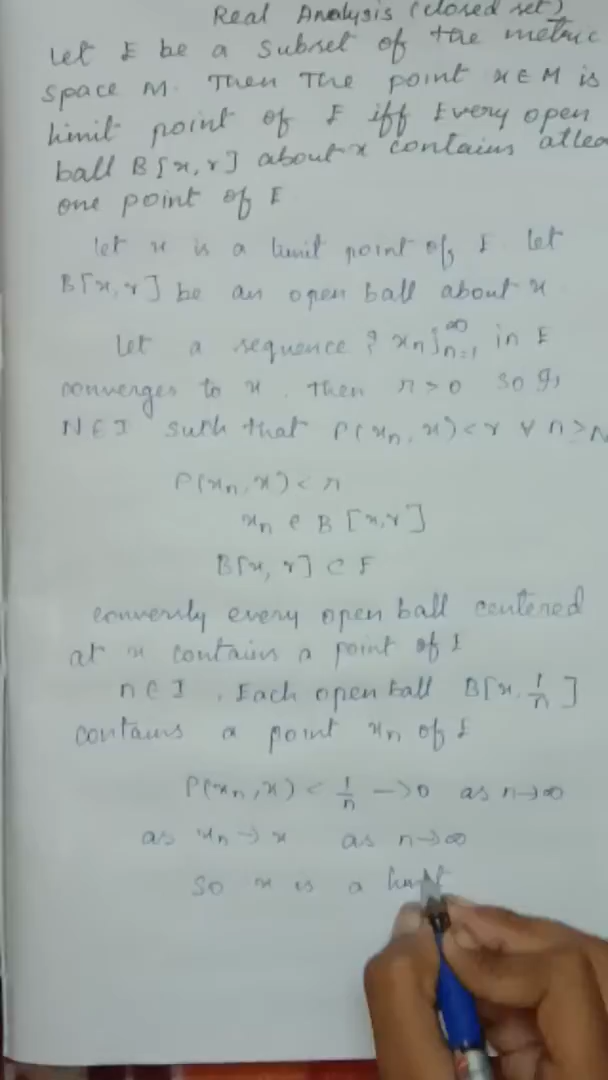 Real Analysis (closed set)
Let E be a subset of the metric
space M. Then The point x ∈ M is
limit point of E iff Every open
ball B[x, r] about x contains atlea
one point of E
let x is a limit point of E. Let
B[x, r] be an open ball about x
Let a sequence {xn}∞n=1 in E
converges to x. Then r > 0 so
N ∈ I such that P(xn, x) < r ∀ n ≥ N
P(xn, x) < r
xn ∈ B[x, r]
B[x, r] ⊂ E
conversly every open ball centered
at x contains a point of E
n ∈ I. Each open ball B[x, 1/n]
contains a point xn of E
P(xn, x) < 1/n → 0 as n → ∞
as xn → x as n → ∞
So x is a limit